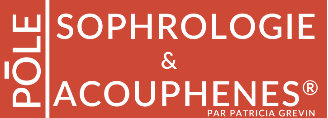 PÔLE
SOPHROLOGIE
&
ACOUPHENES®
PAR PATRICIA GREVIN